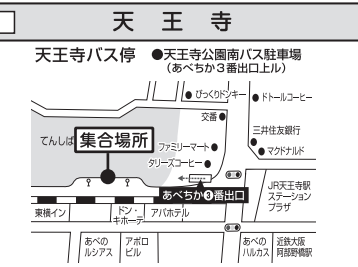 天王寺
天王寺バス停 ●天王寺公園南バス駐車場
(あべちか3番出口上ル)
びっくりドンキー
ドトールコーヒー
交番
三井住友銀行
てんしば
集合場所
ファミリーマート
マクドナルド
タリーズコーヒー
あべちか❸番出口
JR天王寺駅
ステーション
プラザ
東横イン
ドン・
キホーテ
アパホテル
あべの
ルシアス
アポロ
ビル
あべの
ハルカス
近鉄大阪
阿部野橋駅